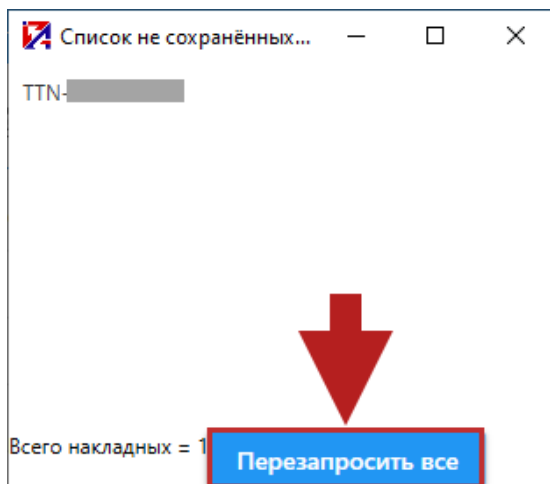 Список не сохранённых...
TTN-
Всего накладных = 1
Перезапросить все